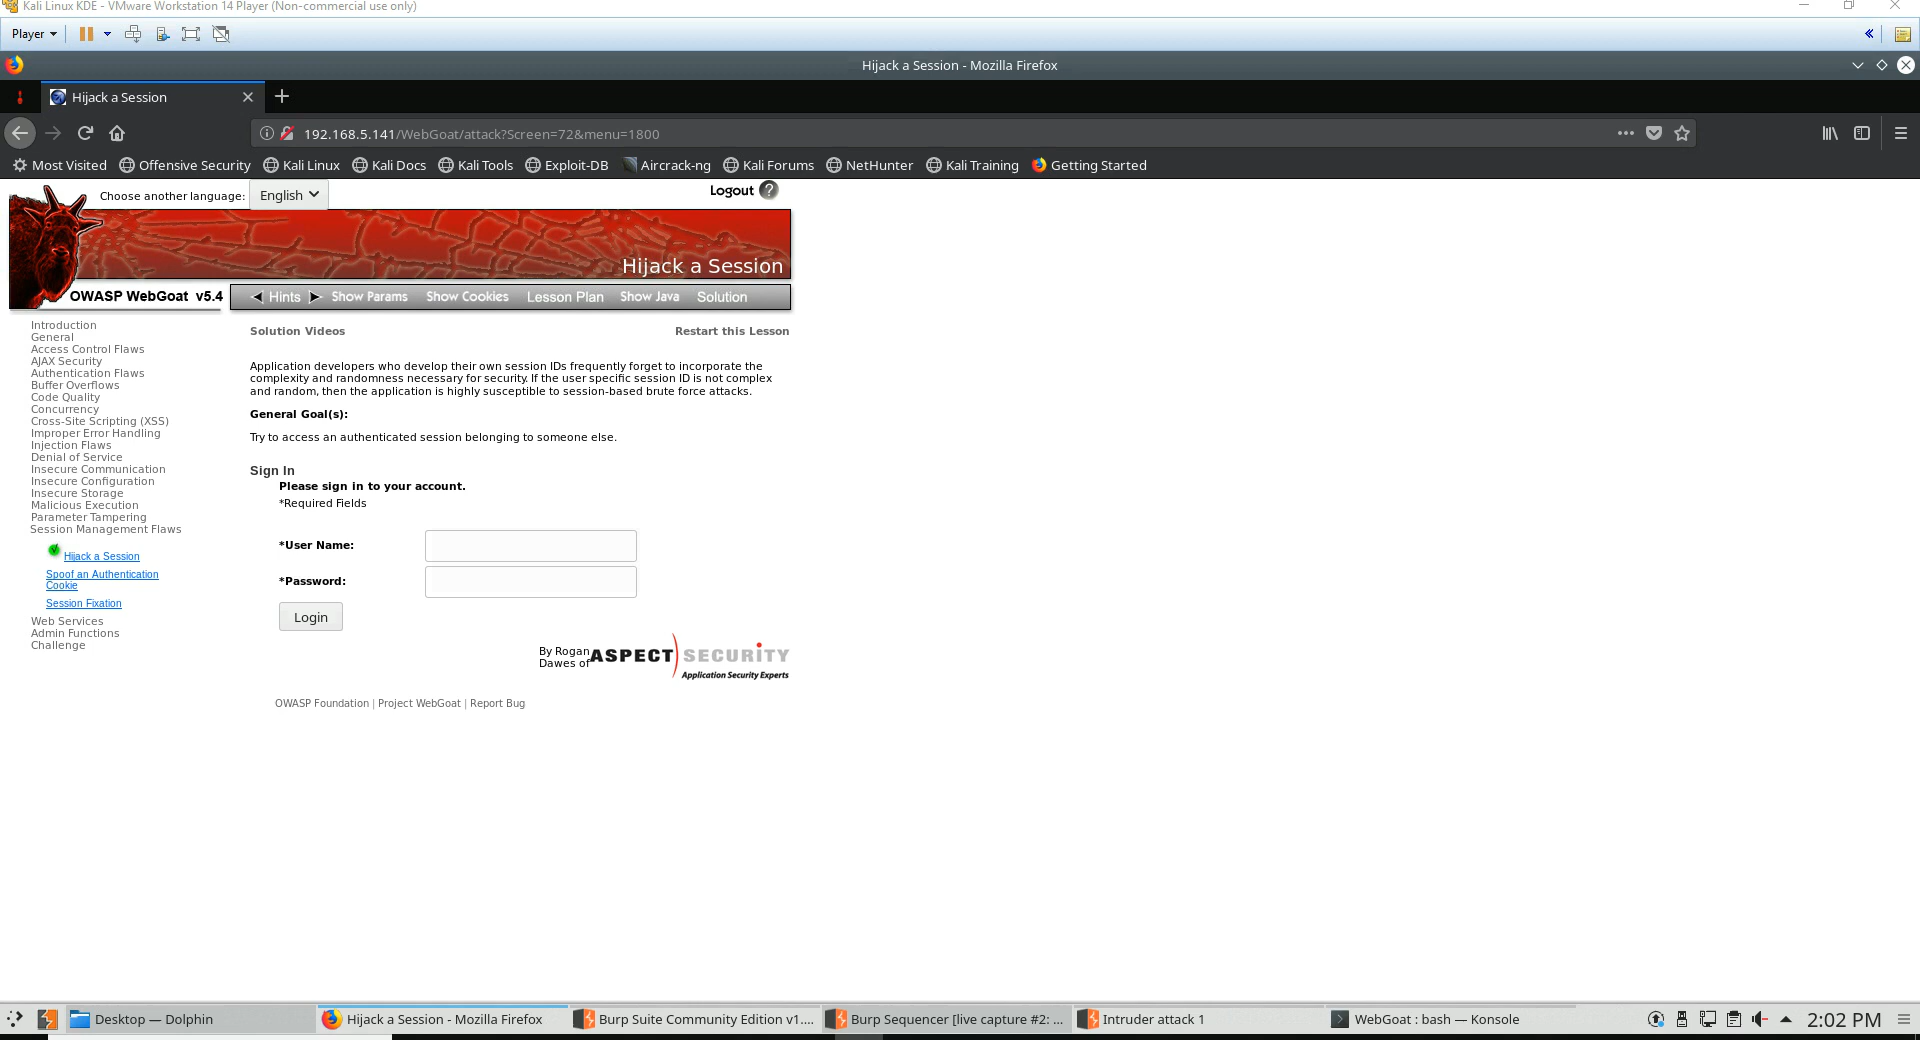 Kali Linux KDE - VMware Workstation 14 Player (Non-commercial use only)
Player
Hijack a Session - Mozilla Firefox
Hijack a Session
192.168.5.141/WebGoat/attack?Screen=72&menu=1800
Most Visited Offensive Security Kali Linux Kali Docs Kali Tools Exploit-DB Aircrack-ng Kali Forums NetHunter Kali Training Getting Started
Choose another language: English Logout ?
Hijack a Session
OWASP WebGoat v5.4
Hints Show Params Show Cookies Lesson Plan Show Java Solution
Introduction
General
Access Control Flaws
AJAX Security
Authentication Flaws
Buffer Overflows
Code Quality
Concurrency
Cross-Site Scripting (XSS)
Improper Error Handling
Injection Flaws
Denial of Service
Insecure Communication
Insecure Configuration
Insecure Storage
Malicious Execution
Parameter Tampering
Session Management Flaws
Hijack a Session
Spoof an Authentication
Cookie
Session Fixation
Web Services
Admin Functions
Challenge
Solution Videos Restart this Lesson
Application developers who develop their own session IDs frequently forget to incorporate the
complexity and randomness necessary for security. If the user specific session ID is not complex
and random, then the application is highly susceptible to session-based brute force attacks.
General Goal(s):
Try to access an authenticated session belonging to someone else.
Sign In
Please sign in to your account.
*Required Fields
*User Name:
*Password:
Login
By Rogan
Dawes of
ASPECT SECURITY
Application Security Experts
OWASP Foundation | Project WebGoat | Report Bug
Desktop — Dolphin Hijack a Session - Mozilla Firefox Burp Suite Community Edition v1.... Burp Sequencer [live capture #2: ... Intruder attack 1 WebGoat : bash — Konsole 2:02 PM